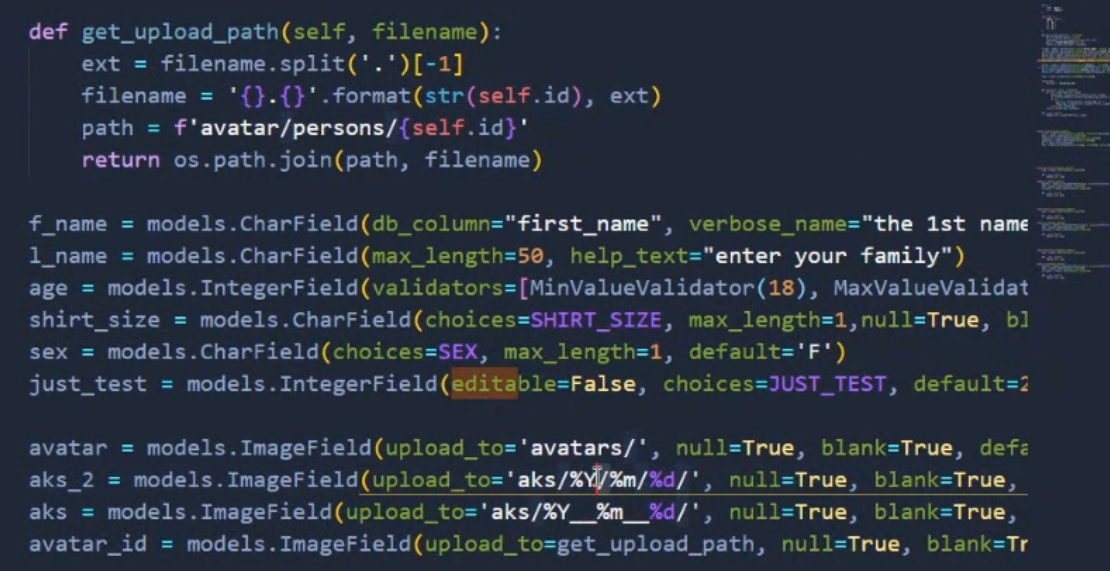 def get_upload_path(self, filename):
    ext = filename.split('.')[-1]
    filename = '{}.{}'.format(str(self.id), ext)
    path = f'avatar/persons/{self.id}'
    return os.path.join(path, filename)
f_name = models.CharField(db_column="first_name", verbose_name="the 1st name
l_name = models.CharField(max_length=50, help_text="enter your family")
age = models.IntegerField(validators=[MinValueValidator(18), MaxValueValidat
shirt_size = models.CharField(choices=SHIRT_SIZE, max_length=1,null=True, bl
sex = models.CharField(choices=SEX, max_length=1, default='F')
just_test = models.IntegerField(editable=False, choices=JUST_TEST, default=2
avatar = models.ImageField(upload_to='avatars/', null=True, blank=True, defa
aks_2 = models.ImageField(upload_to='aks/%Y/%m/%d/', null=True, blank=True,
aks = models.ImageField(upload_to='aks/%Y__%m__%d/', null=True, blank=True,
avatar_id = models.ImageField(upload_to=get_upload_path, null=True, blank=Tr